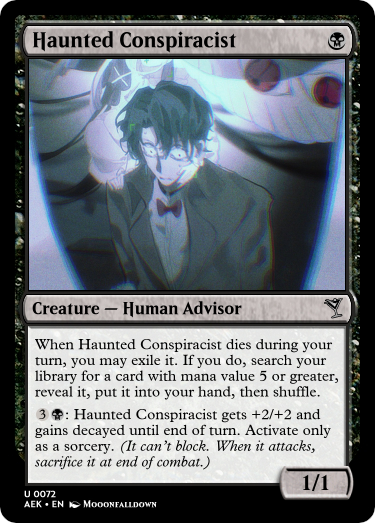 Haunted Conspiracist
Creature — Human Advisor
When Haunted Conspiracist dies during your
turn, you may exile it. If you do, search your
library for a card with mana value 5 or greater,
reveal it, put it into your hand, then shuffle.
3 : Haunted Conspiracist gets +2/+2 and
gains decayed until end of turn. Activate only
as a sorcery. (It can't block. When it attacks,
sacrifice it at end of combat.)
1/1
U 0072
AEK • EN Mooonfalldown